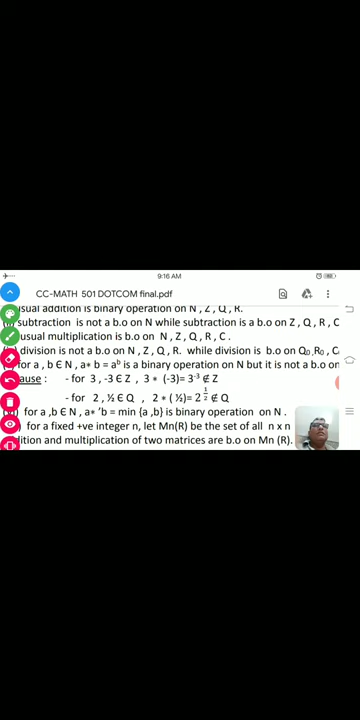 9:16 AM
CC-MATH 501 DOTCOM final.pdf
usual addition is binary operation on N , Z , Q , R.
subtraction is not a b.o on N while subtraction is a b.o on Z , Q , R , C
usual multiplication is b.o on N , Z , Q , R , C .
division is not a b.o on N, Z, Q, R. while division is b.o on Q₀ ,R₀ , C
for a , b Є N , a∗ b = aᵇ is a binary operation on N but it is not a b.o on
ause : - for 3 , -3 Є Z , 3 ∗ (-3)= 3⁻³ ∉ Z
- for 2 , ½ Є Q , 2 ∗ ( ½)= 2^½ ∉ Q
for a ,b Є N , a∗ ′b = min {a ,b} is binary operation on N .
for a fixed +ve integer n, let Mn(R) be the set of all n x n
dition and multiplication of two matrices are b.o on Mn (R).